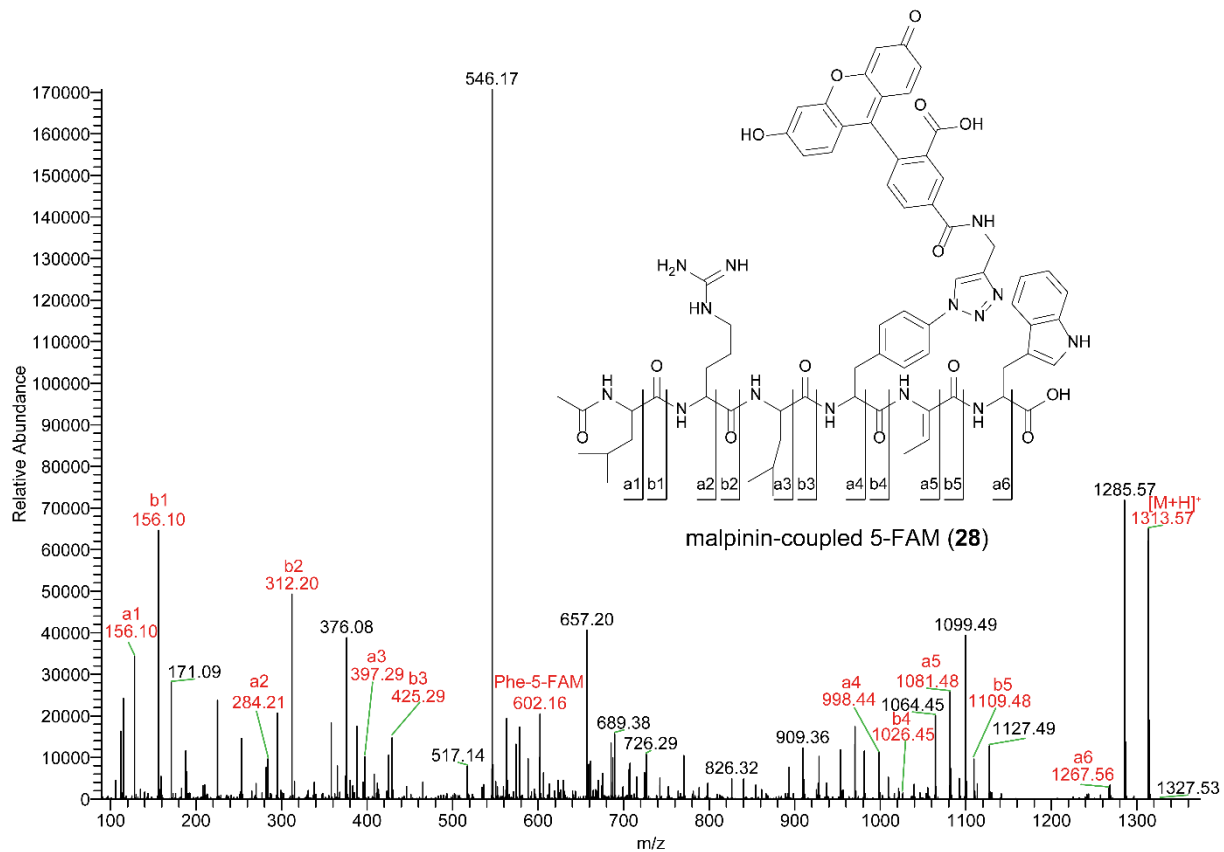 546.17
170000
160000
150000
140000
130000
120000
110000
100000
90000
80000
70000
60000
50000
40000
30000
20000
10000
0
Relative Abundance
O
O
O
OH
HO
NH
O
H₂N
NH
HN
N
N
N
NH
H
N
O
H
N
O
H
N
O
OH
O
N
H
O
N
H
O
N
H
O
a1
b1
a2
b2
a3
b3
a4
b4
a5
b5
a6
malpinin-coupled 5-FAM (28)
b1
156.10
a1
156.10
171.09
a2
284.21
b2
312.20
376.08
a3
397.29
b3
425.29
517.14
Phe-5-FAM
602.16
657.20
689.38
726.29
826.32
909.36
a4
998.44
b4
1026.45
a5
1081.48
1064.45
1099.49
b5
1109.48
1127.49
a6
1267.56
1285.57
[M+H]⁺
1313.57
1327.53
100
200
300
400
500
600
700
800
900
1000
1100
1200
1300
m/z